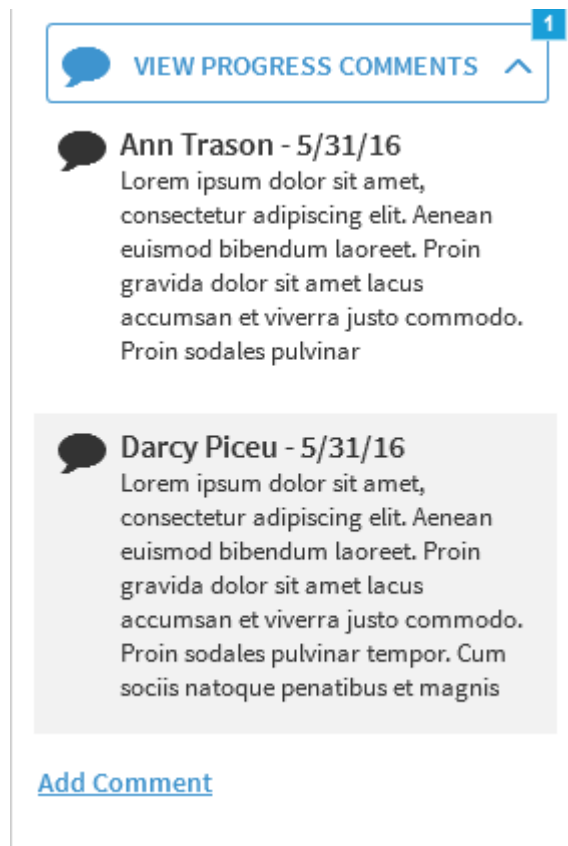 1
VIEW PROGRESS COMMENTS
Ann Trason - 5/31/16
Lorem ipsum dolor sit amet,
consectetur adipiscing elit. Aenean
euismod bibendum laoreet. Proin
gravida dolor sit amet lacus
accumsan et viverra justo commodo.
Proin sodales pulvinar
Darcy Piceu - 5/31/16
Lorem ipsum dolor sit amet,
consectetur adipiscing elit. Aenean
euismod bibendum laoreet. Proin
gravida dolor sit amet lacus
accumsan et viverra justo commodo.
Proin sodales pulvinar tempor. Cum
sociis natoque penatibus et magnis
Add Comment